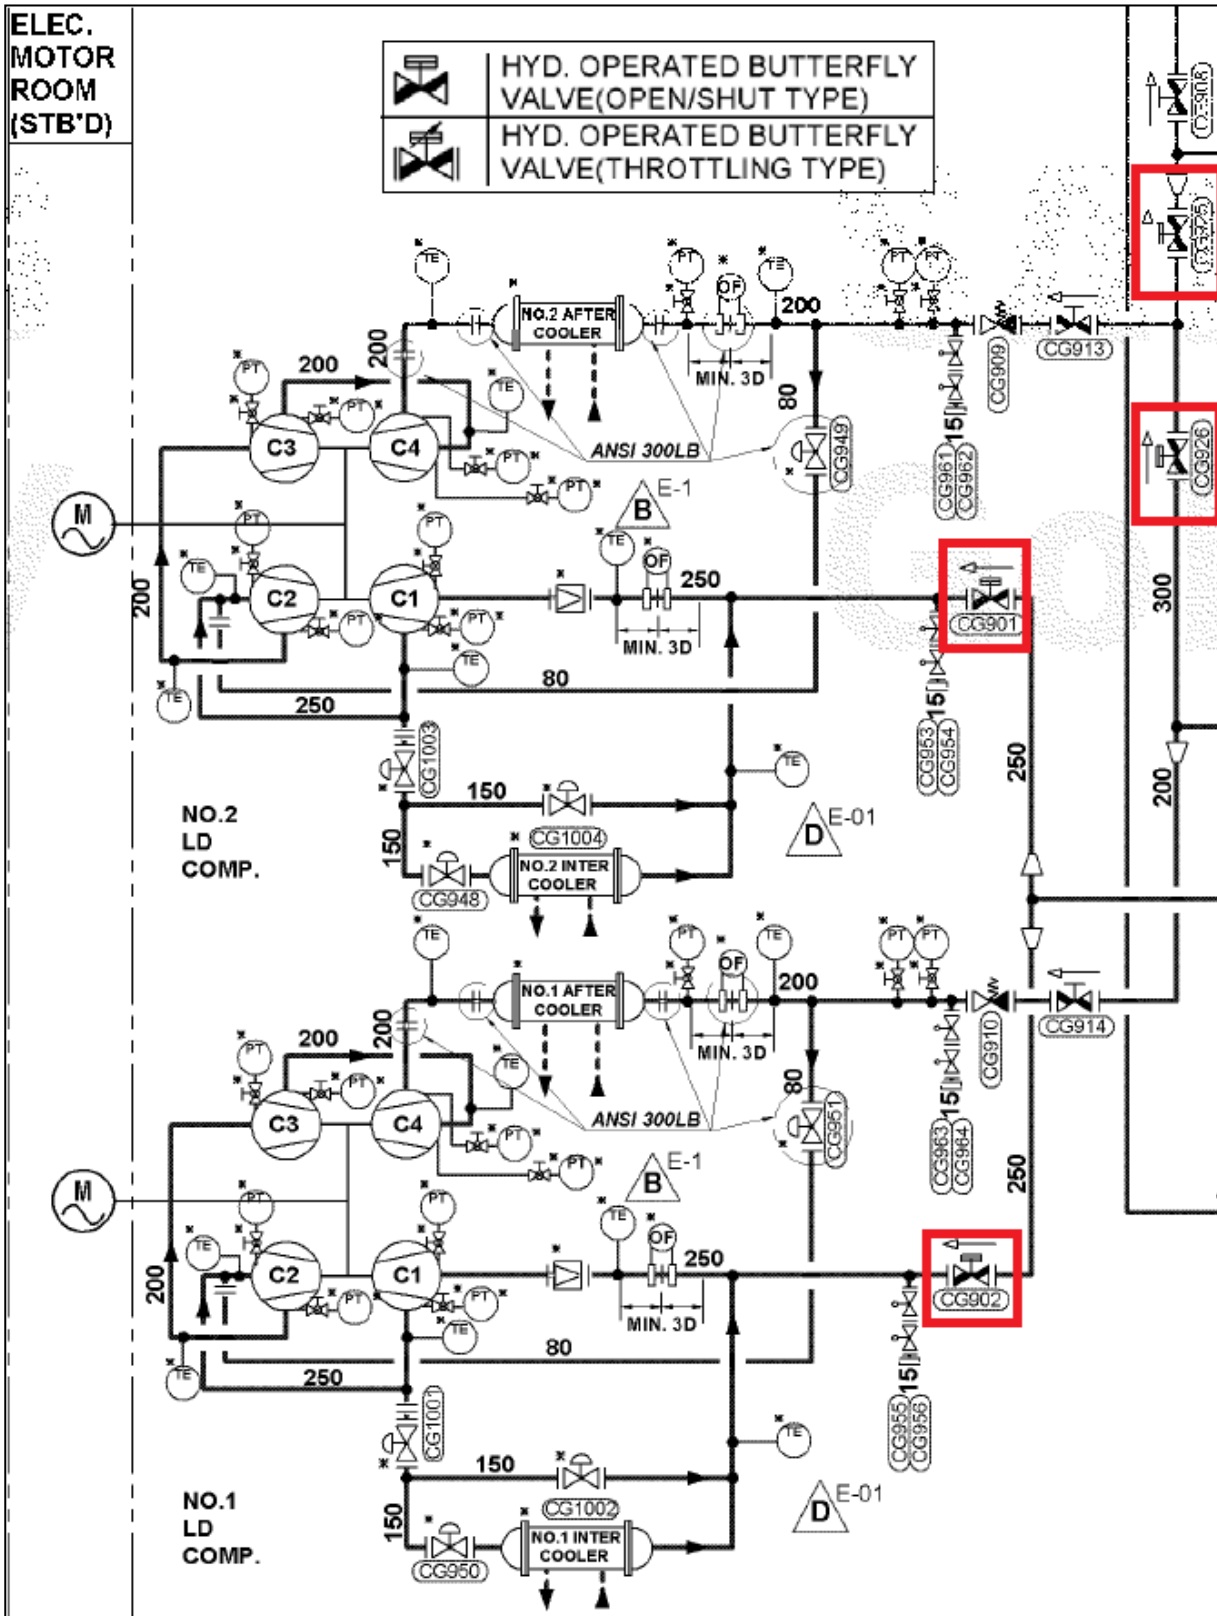 ELEC.
MOTOR
ROOM
(STB'D)
HYD. OPERATED BUTTERFLY
VALVE(OPEN/SHUT TYPE)
HYD. OPERATED BUTTERFLY
VALVE(THROTTLING TYPE)
CG908
CG925
TE
PT
OF
TE
PT
PT
NO.2 AFTER
COOLER
200
MIN. 3D
CG909
CG913
200
200
PT
PT
TE
80
C3
C4
PT
PT
ANSI 300LB
CG949
15
CG961
CG962
CG926
E-1
B
M
PT
PT
TE
OF
TE
200
250
C2
C1
PT
PT
MIN. 3D
CG901
300
TE
TE
80
250
15
CG953
CG954
250
200
CG1003
TE
NO.2
LD
COMP.
150
CG1004
E-01
D
150
NO.2 INTER
COOLER
CG948
TE
PT
OF
TE
PT
PT
NO.1 AFTER
COOLER
200
MIN. 3D
CG910
CG914
200
200
PT
PT
TE
80
C3
C4
PT
PT
ANSI 300LB
CG951
15
CG963
CG964
250
E-1
B
M
PT
PT
TE
OF
TE
200
250
C2
C1
PT
PT
MIN. 3D
CG902
TE
TE
80
250
15
CG955
CG956
CG1001
TE
NO.1
LD
COMP.
150
CG1002
E-01
D
150
NO.1 INTER
COOLER
CG950